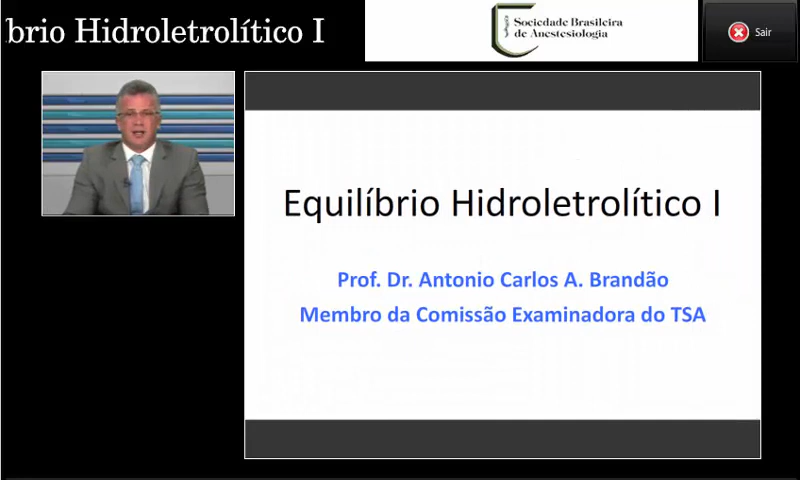 brio Hidroletrolítico I
Sociedade Brasileira
de Anestesiologia
Sair
Equilíbrio Hidroletrolítico I
Prof. Dr. Antonio Carlos A. Brandão
Membro da Comissão Examinadora do TSA